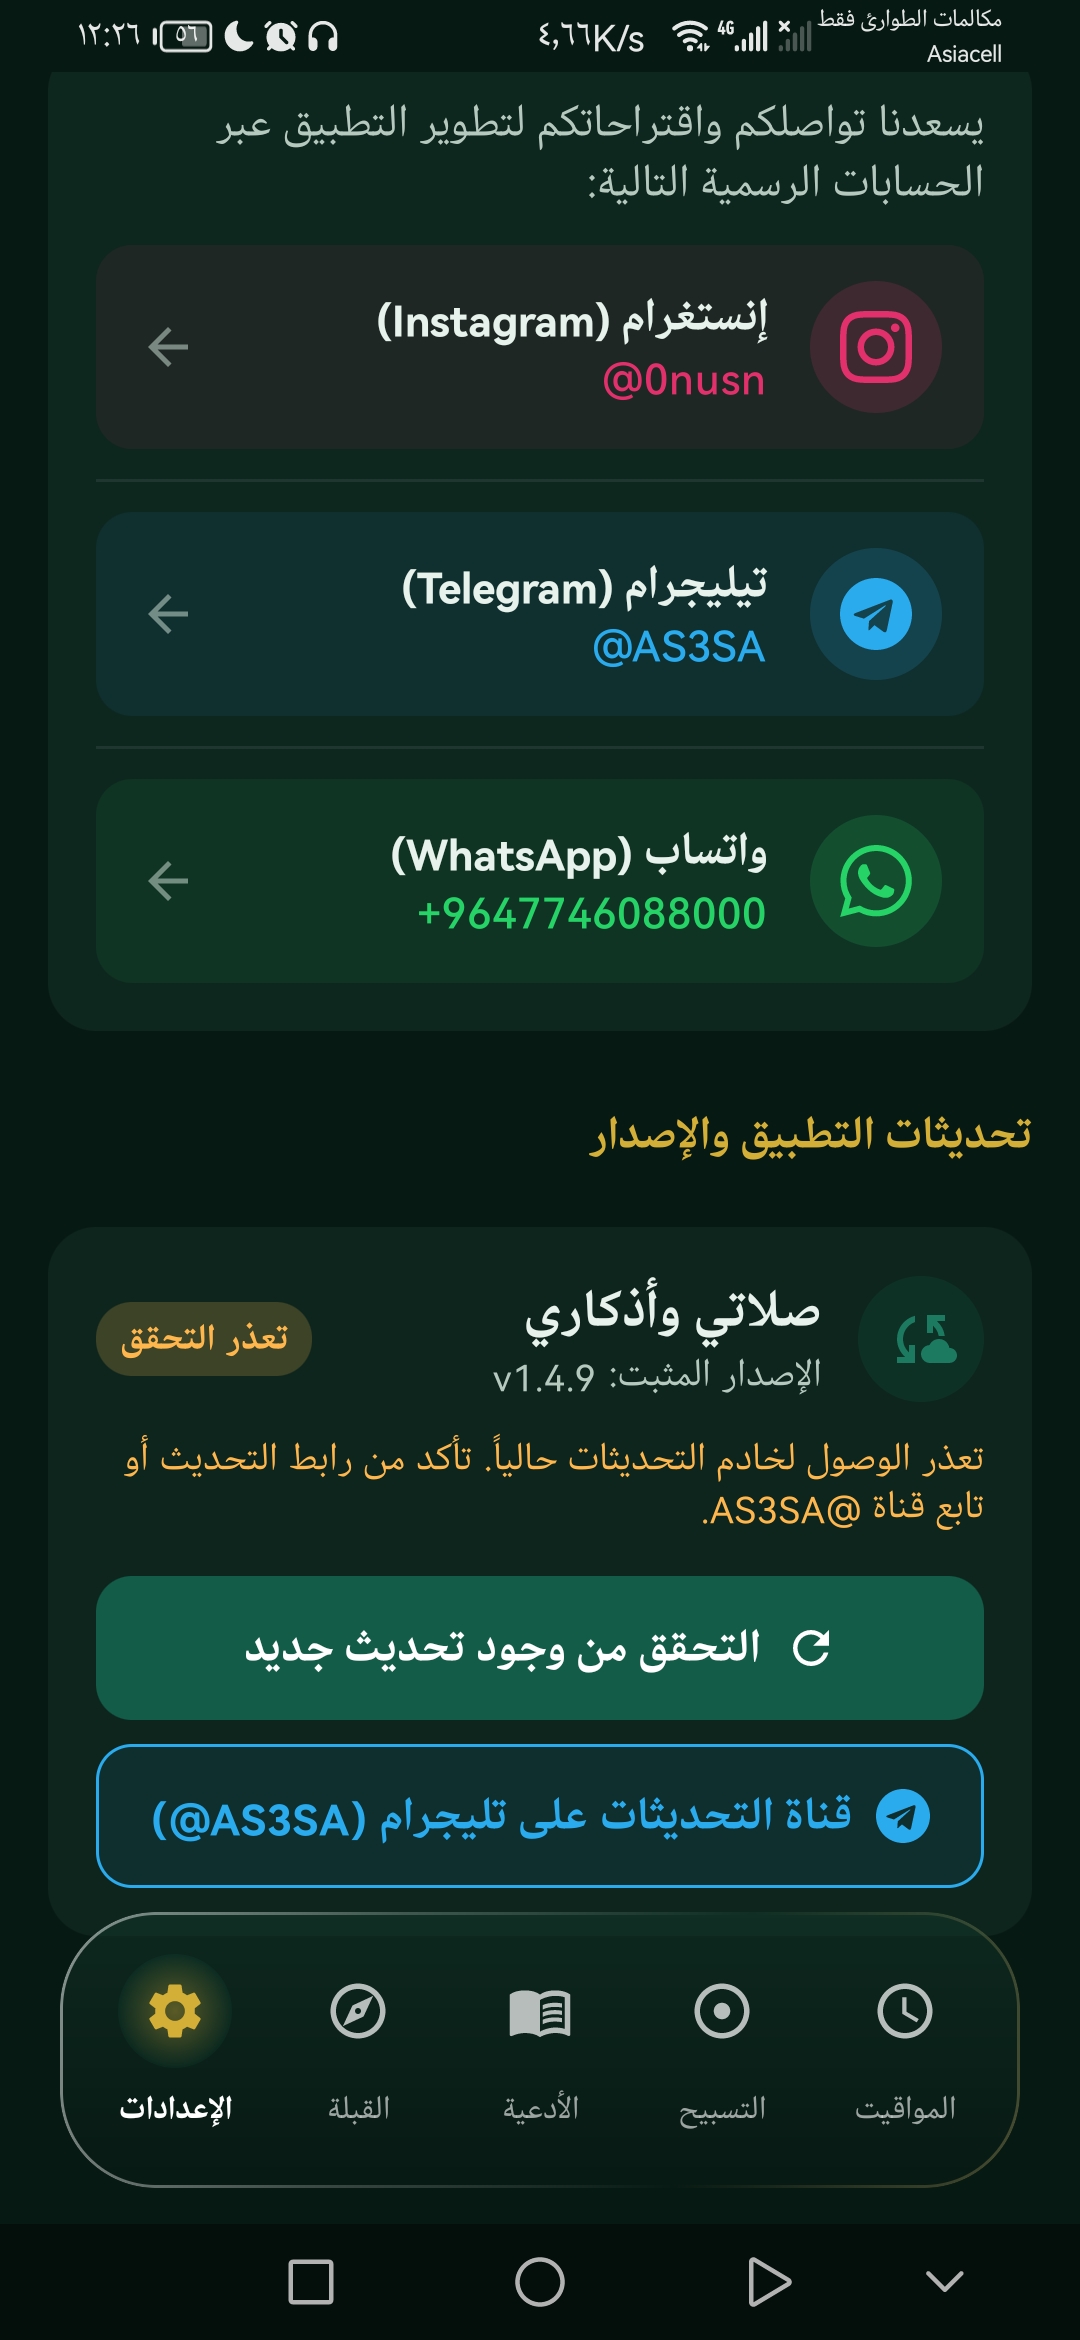 ١٢:٢٦ ٥٦ ٤,٦٦K/s 4G مكالمات الطوارئ فقط
Asiacell
يسعدنا تواصلكم واقتراحاتكم لتطوير التطبيق عبر
الحسابات الرسمية التالية:
إنستغرام (Instagram)
@0nusn
تيليجرام (Telegram)
@AS3SA
واتساب (WhatsApp)
+9647746088000
تحديثات التطبيق والإصدار
صلاتي وأذكاري
تعذر التحقق
الإصدار المثبت: v1.4.9
تعذر الوصول لخادم التحديثات حالياً. تأكد من رابط التحديث أو
تابع قناة @AS3SA.
التحقق من وجود تحديث جديد
قناة التحديثات على تليجرام (@AS3SA)
المواقيت
التسبيح
الأدعية
القبلة
الإعدادات